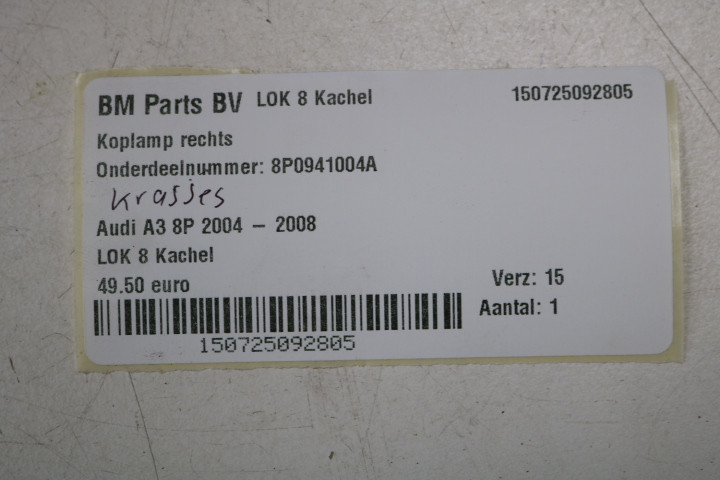 BM Parts BV LOK 8 Kachel 150725092805
Koplamp rechts
Onderdeelnummer: 8P0941004A
krasjes
Audi A3 8P 2004 – 2008
LOK 8 Kachel
49.50 euro Verz: 15
Aantal: 1
150725092805